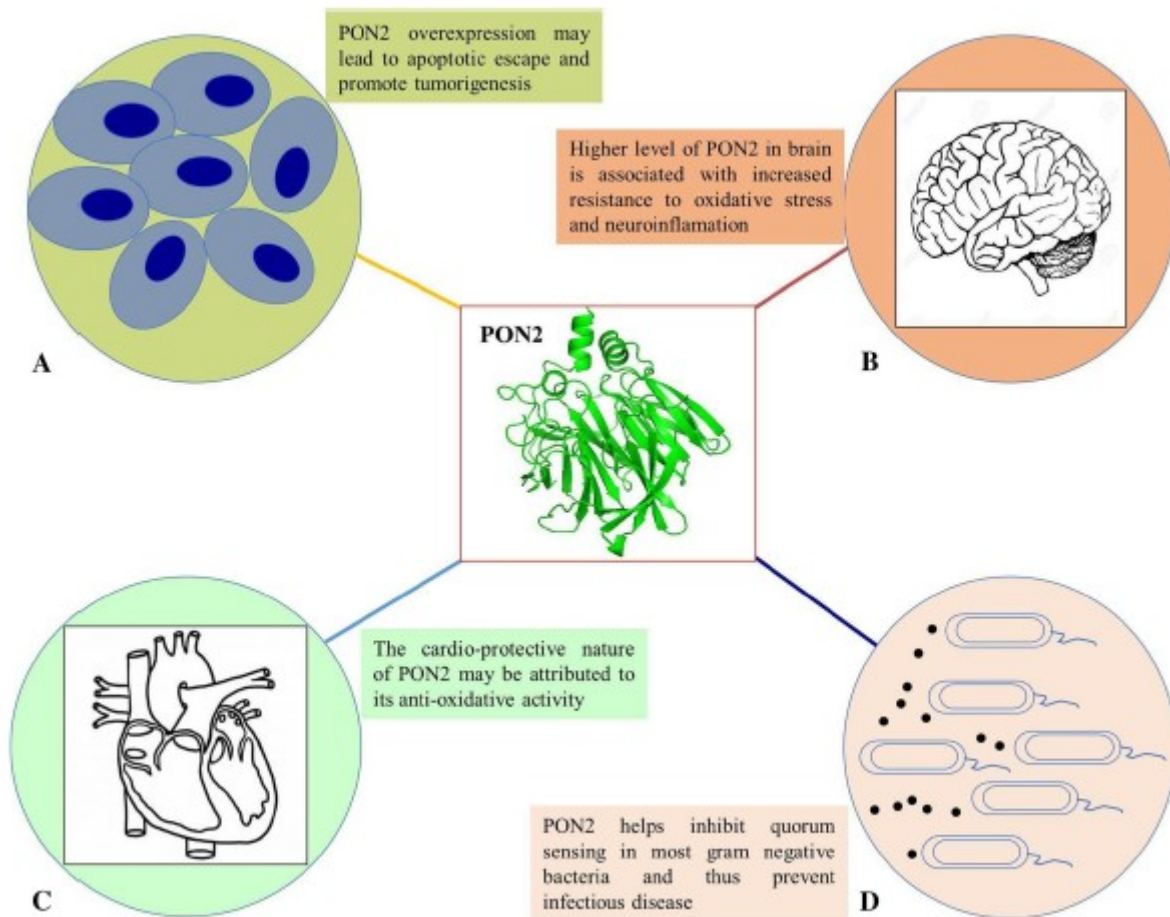 PON2 overexpression may
lead to apoptotic escape and
promote tumorigenesis
A
Higher level of PON2 in brain
is associated with increased
resistance to oxidative stress
and neuroinflamation
B
PON2
The cardio-protective nature
of PON2 may be attributed to
its anti-oxidative activity
C
PON2 helps inhibit quorum
sensing in most gram negative
bacteria and thus prevent
infectious disease
D